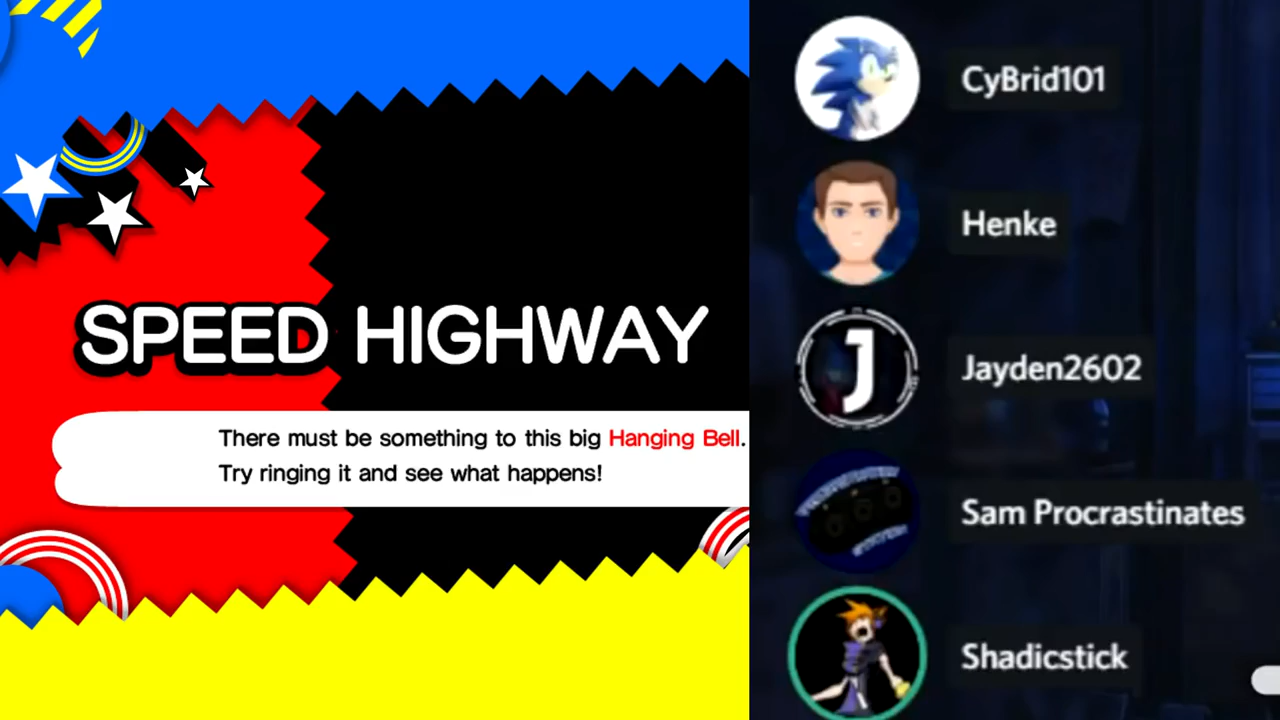 SPEED HIGHWAY
There must be something to this big Hanging Bell.
Try ringing it and see what happens!
CyBrid101
Henke
J
Jayden2602
Sam Procrastinates
Shadicstick